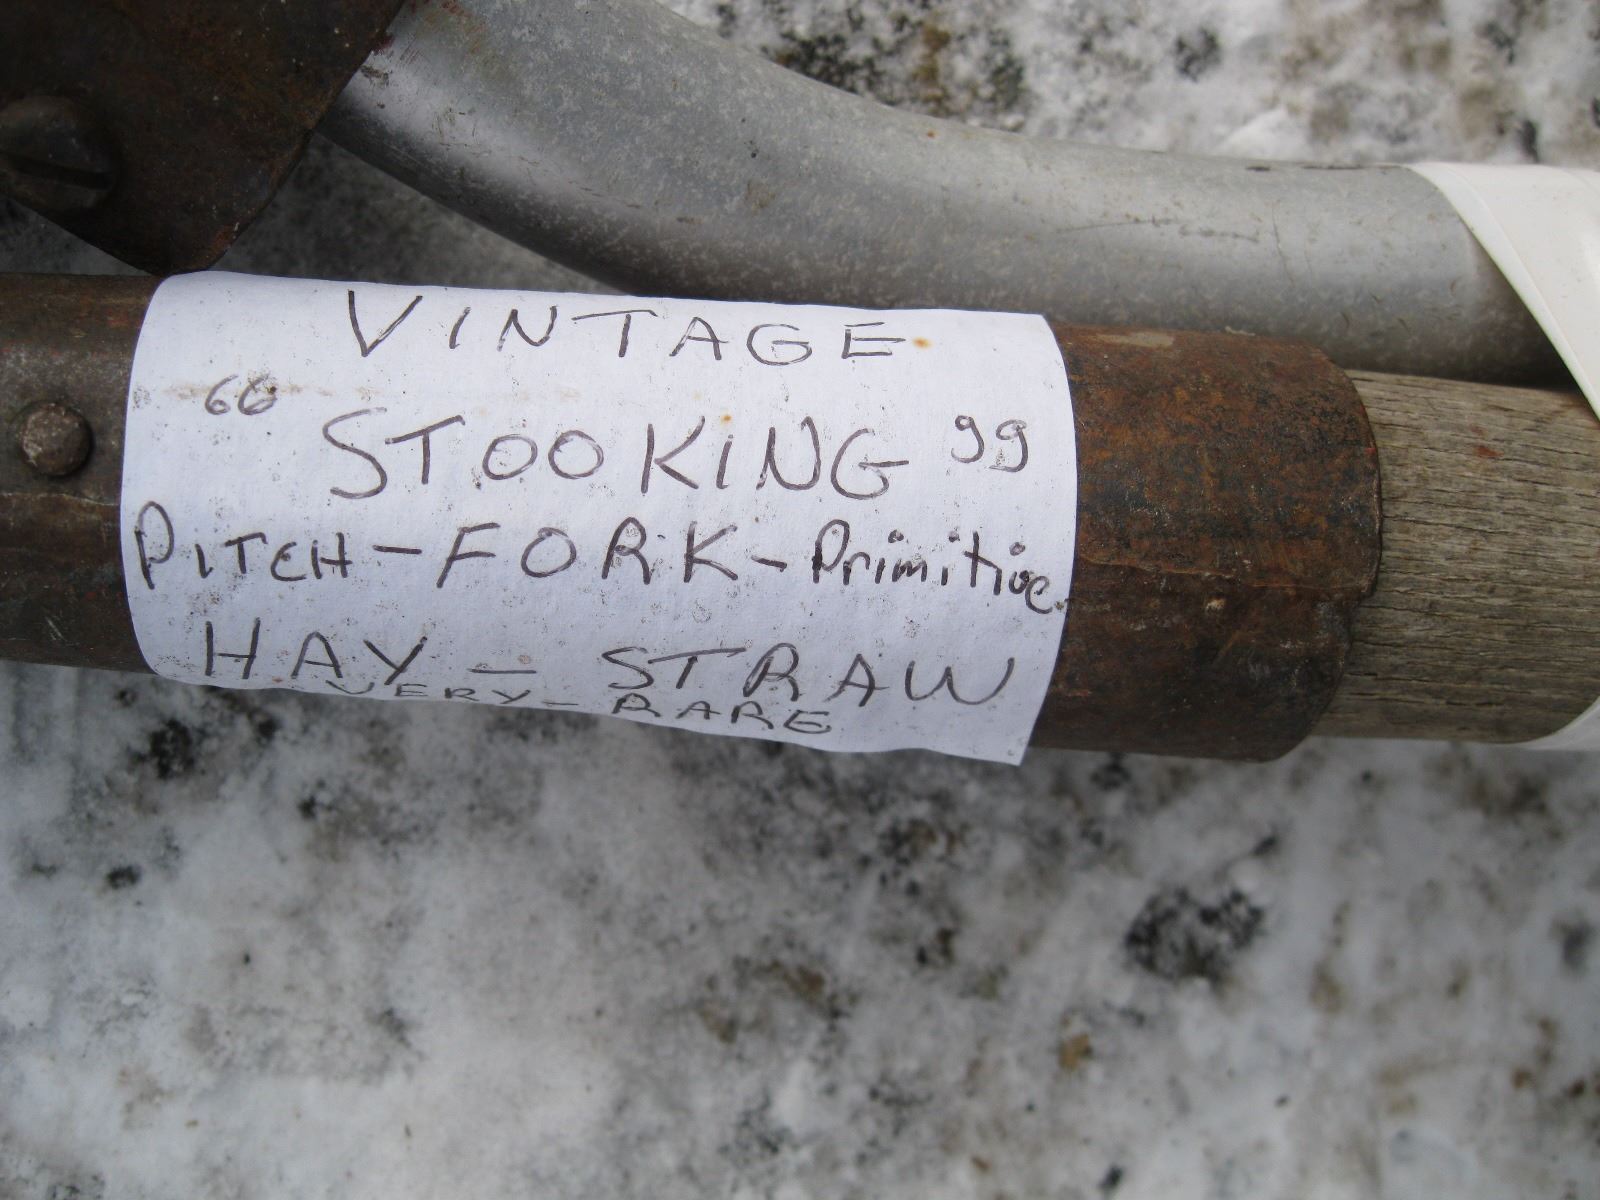 VINTAGE
“STOOKING”
PITCH-FORK-Primitive
HAY - STRAW
VERY-RARE